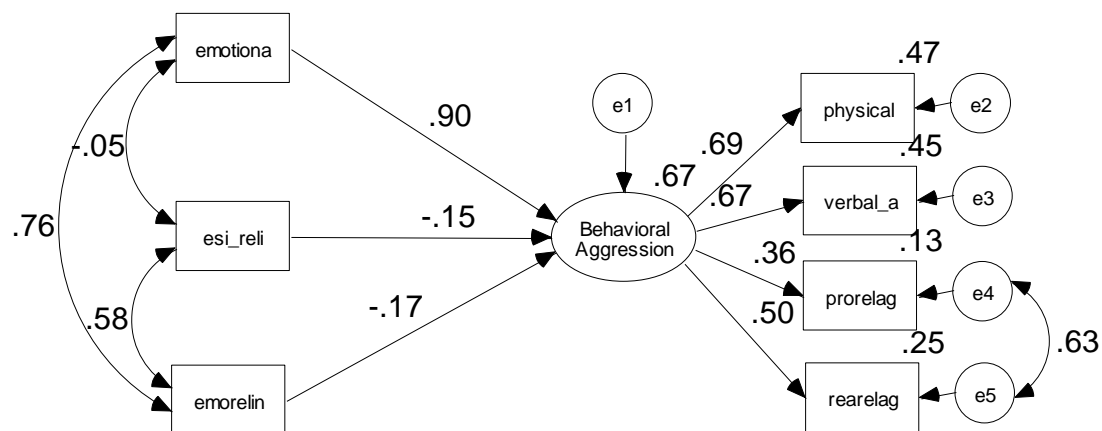 emotiona
esi_reli
emorelin
-.05
.76
.58
.90
-.15
-.17
e1
.67
Behavioral
Aggression
.69
.67
.36
.50
.47
physical
e2
.45
verbal_a
e3
.13
prorelag
e4
.25
rearelag
e5
.63